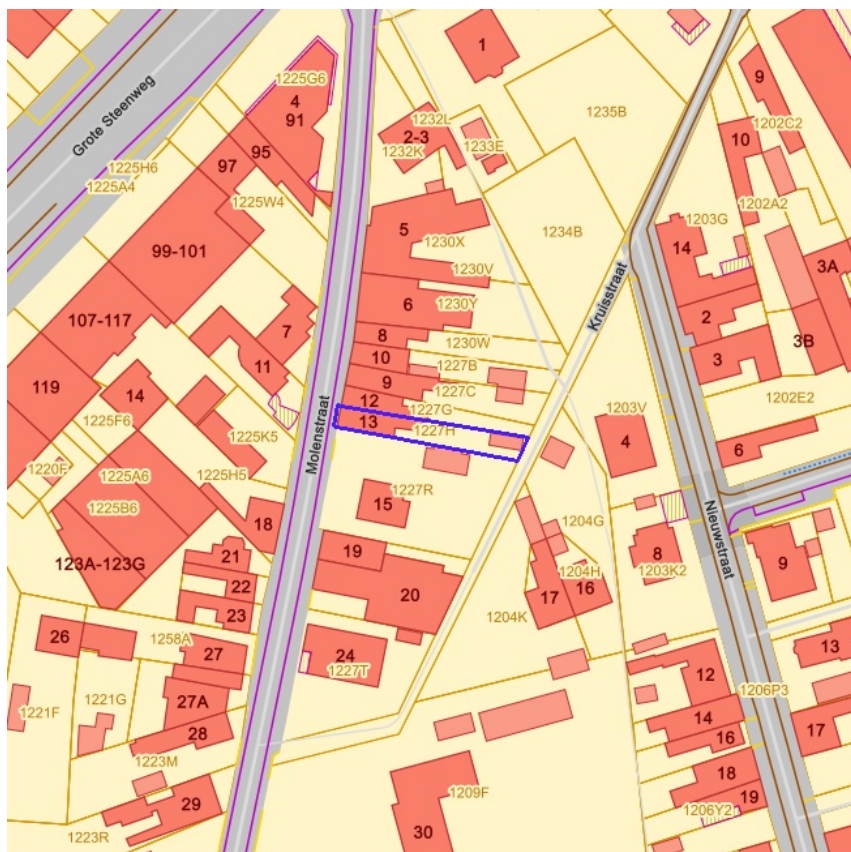 1
9
1225G6
4
91
Grote Steenweg
1232L
2-3
1232K
1233E
1235B
10
1202C2
97
95
1225H6
1225A4
1225W4
1202A2
5
1230X
1234B
1203G
14
99-101
1230V
3A
6
1230Y
Kruisstraat
107-117
7
8
1230W
2
3B
11
10
1227B
3
9
1227C
119
14
12
1227G
1202E2
Molenstraat
13
1227H
1203V
1225F6
1225K5
4
6
1220F
1225A6
1225H5
1227R
1225B6
15
18
1204G
Nieuwstraat
123A-123G
21
19
8
9
22
1204H
1203K2
20
17
16
23
1204K
26
1258A
27
24
1227T
13
12
1221G
27A
1206P3
1221F
28
14
16
17
1223M
18
29
1209F
19
1206Y2
1223R
30